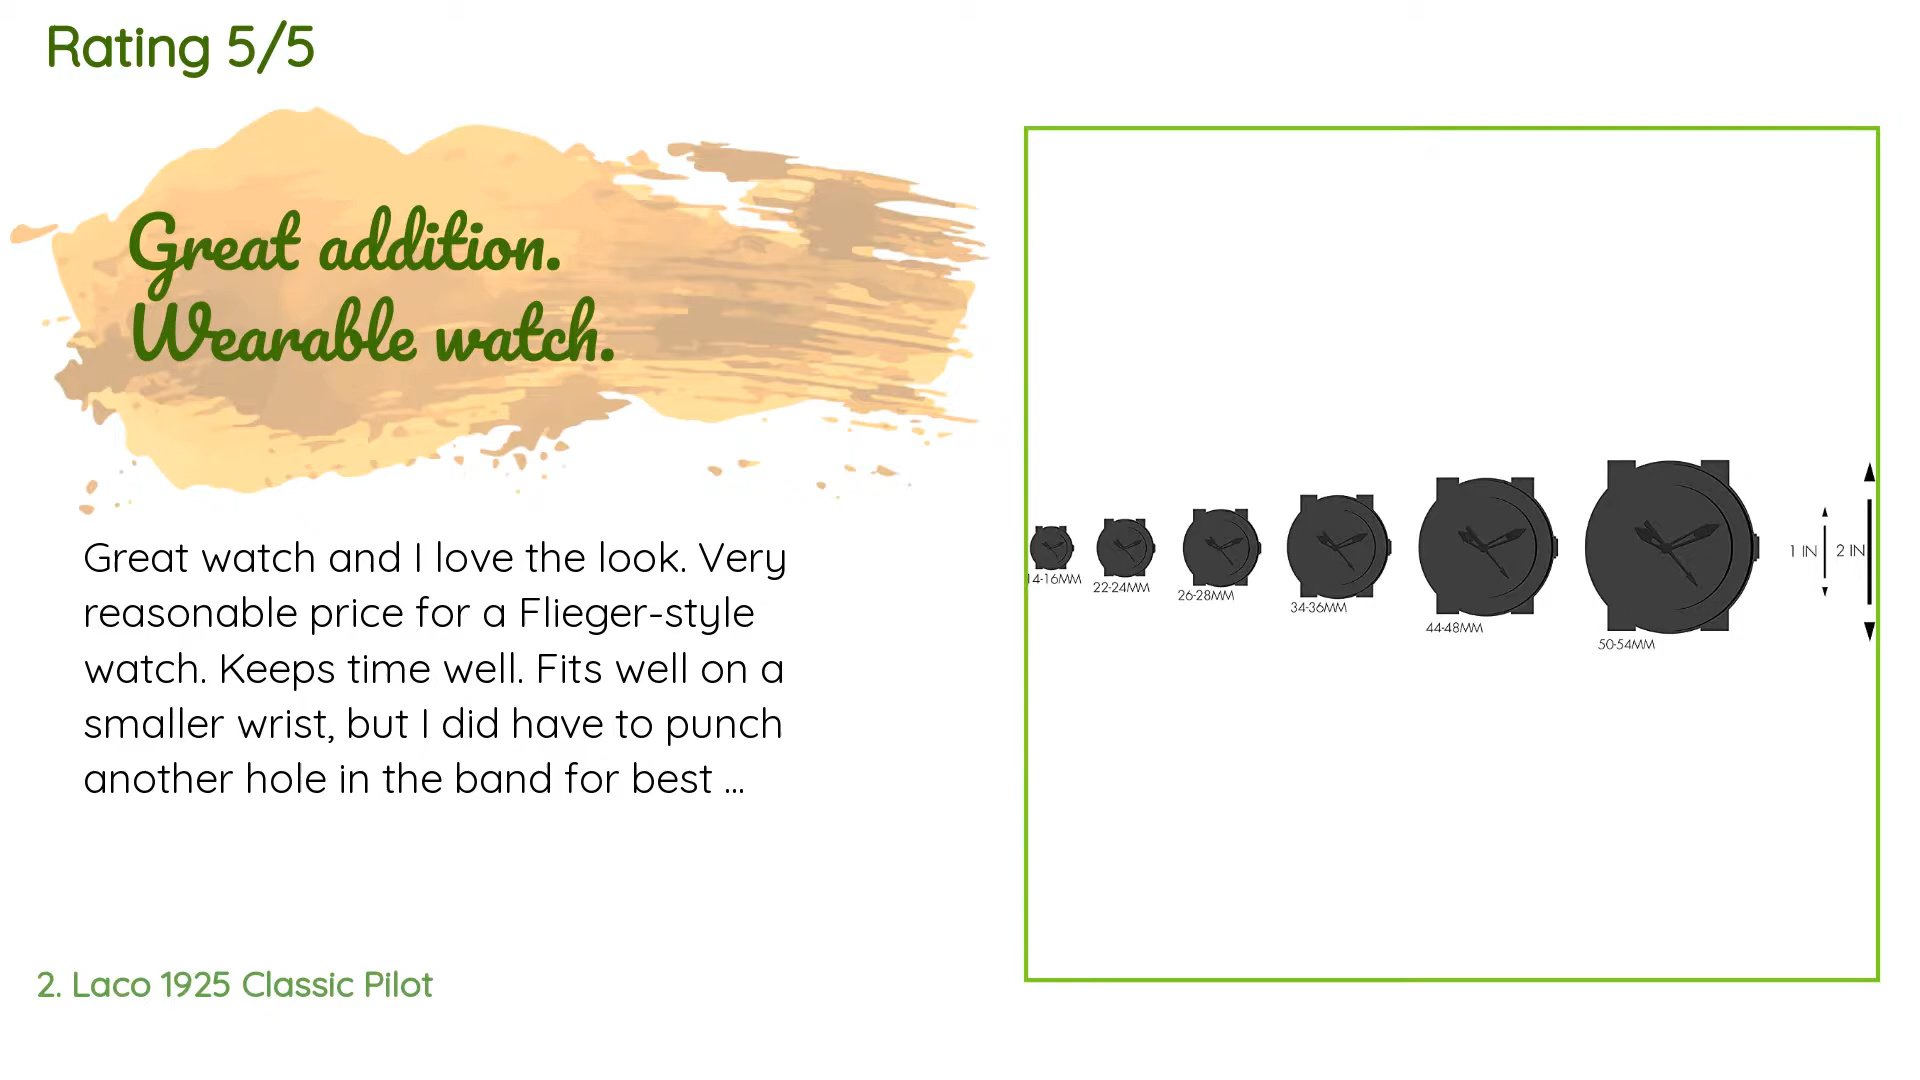 Rating 5/5
Great addition.
Wearable watch.
Great watch and I love the look. Very
reasonable price for a Flieger-style
watch. Keeps time well. Fits well on a
smaller wrist, but I did have to punch
another hole in the band for best ...
2. Laco 1925 Classic Pilot
14-16MM
22-24MM
26-28MM
34-36MM
44-48MM
50-54MM
1 IN
2 IN